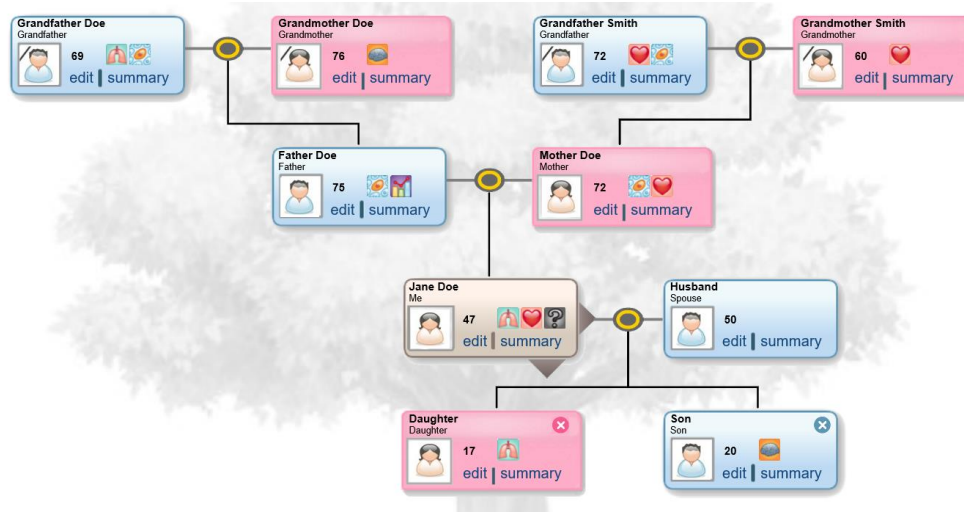 Grandfather Doe
Grandfather
69
edit | summary
Grandmother Doe
Grandmother
76
edit | summary
Grandfather Smith
Grandfather
72
edit | summary
Grandmother Smith
Grandmother
60
edit | summary
Father Doe
Father
75
edit | summary
Mother Doe
Mother
72
edit | summary
Jane Doe
Me
47
?
edit | summary
Husband
Spouse
50
edit | summary
Daughter
Daughter
17
edit | summary
Son
Son
20
edit | summary